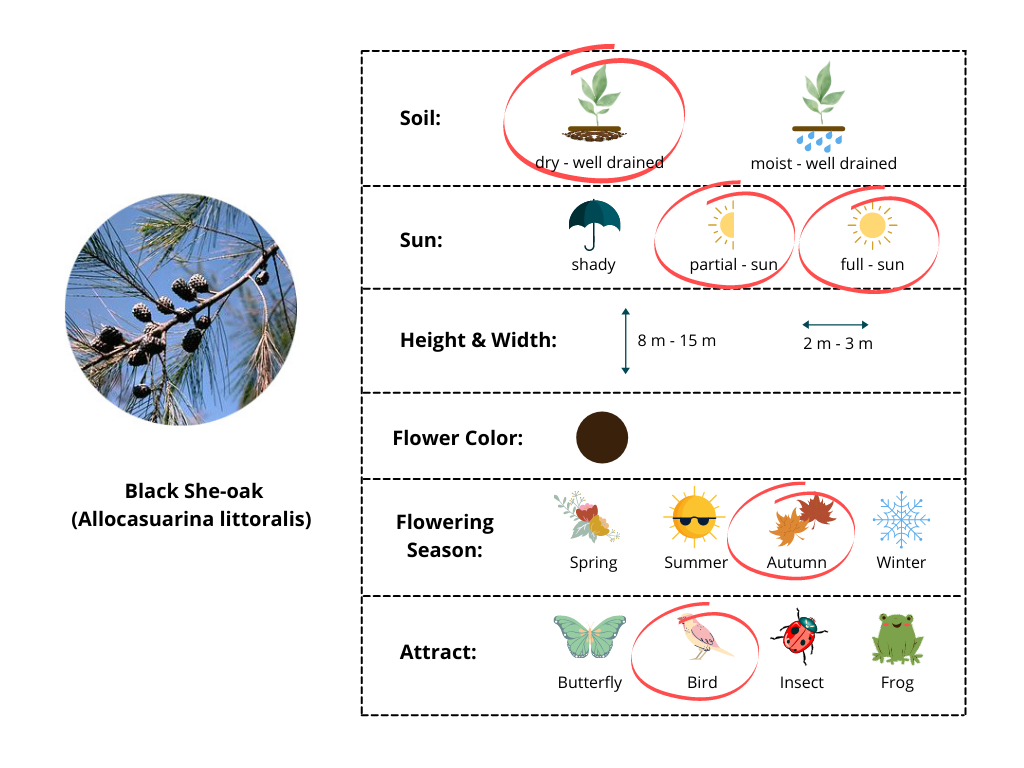 Soil:
dry - well drained
moist - well drained
Sun:
shady
partial - sun
full - sun
Height & Width:
8 m - 15 m
2 m - 3 m
Flower Color:
Black She-oak
(Allocasuarina littoralis)
Flowering
Season:
Spring
Summer
Autumn
Winter
Attract:
Butterfly
Bird
Insect
Frog